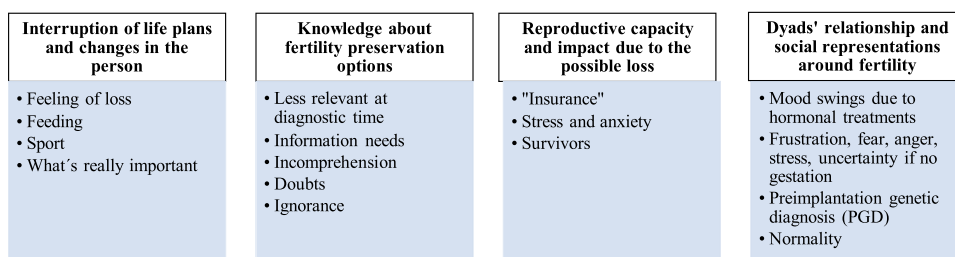 Interruption of life plans
and changes in the
person
• Feeling of loss
• Feeding
• Sport
• What´s really important
Knowledge about
fertility preservation
options
• Less relevant at
diagnostic time
• Information needs
• Incomprehension
• Doubts
• Ignorance
Reproductive capacity
and impact due to the
possible loss
• "Insurance"
• Stress and anxiety
• Survivors
Dyads' relationship and
social representations
around fertility
• Mood swings due to
hormonal treatments
• Frustration, fear, anger,
stress, uncertainty if no
gestation
• Preimplantation genetic
diagnosis (PGD)
• Normality